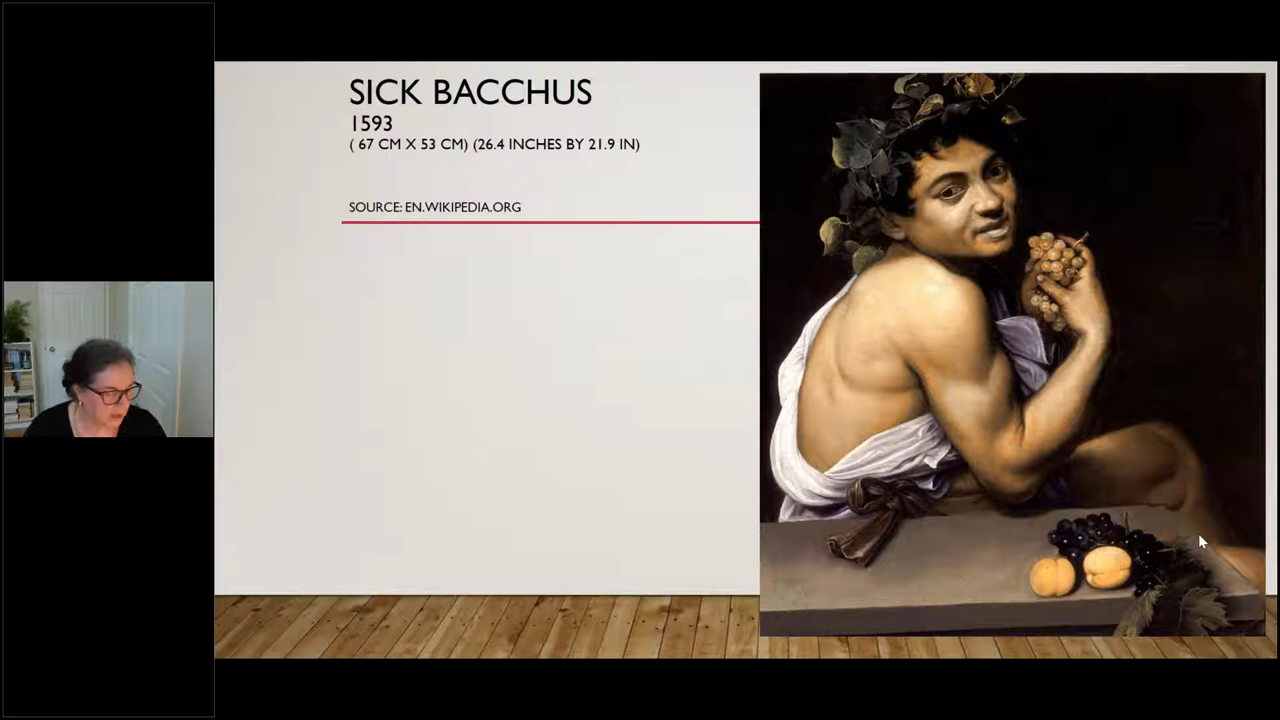 SICK BACCHUS
1593
( 67 CM X 53 CM) (26.4 INCHES BY 21.9 IN)
SOURCE: EN.WIKIPEDIA.ORG